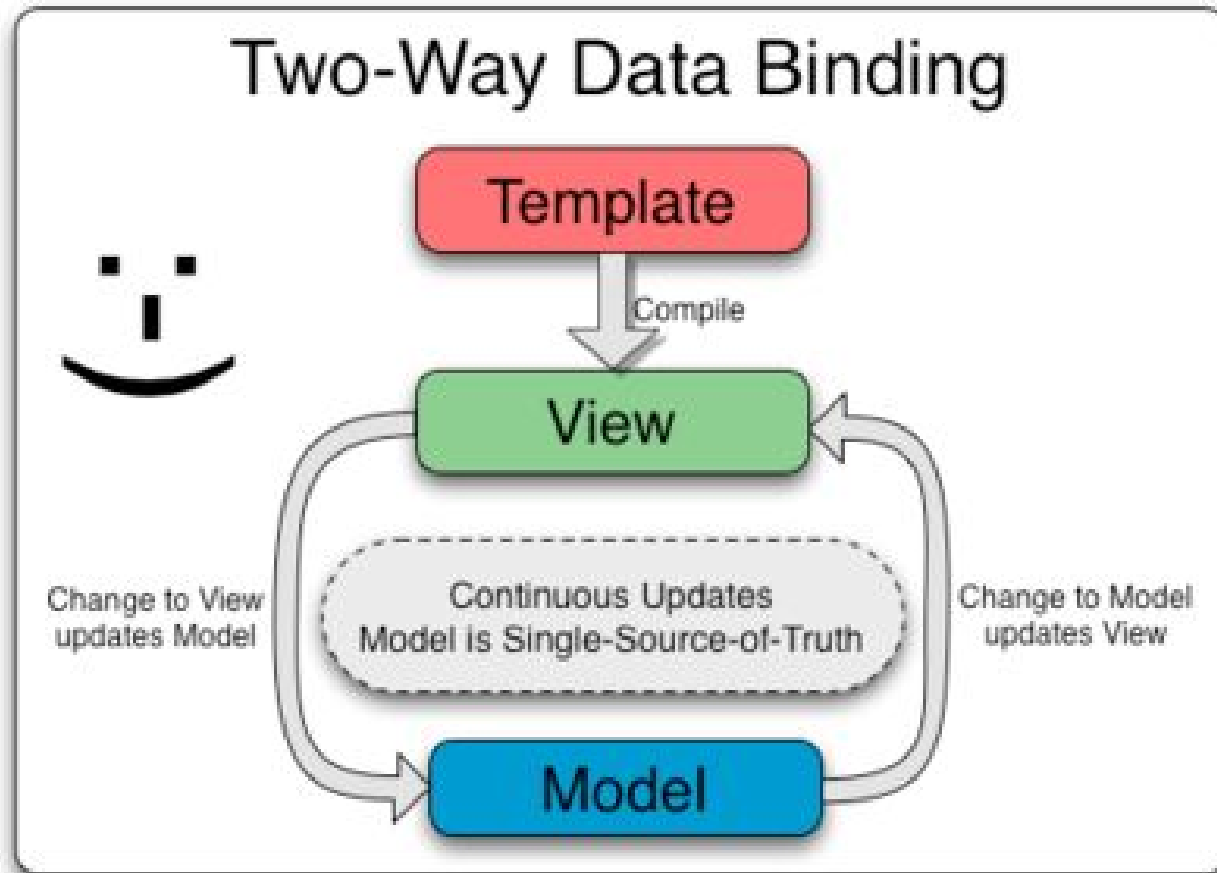 Two-Way Data Binding
Template
Compile
View
Continuous Updates
Model is Single-Source-of-Truth
Change to View
updates Model
Change to Model
updates View
Model